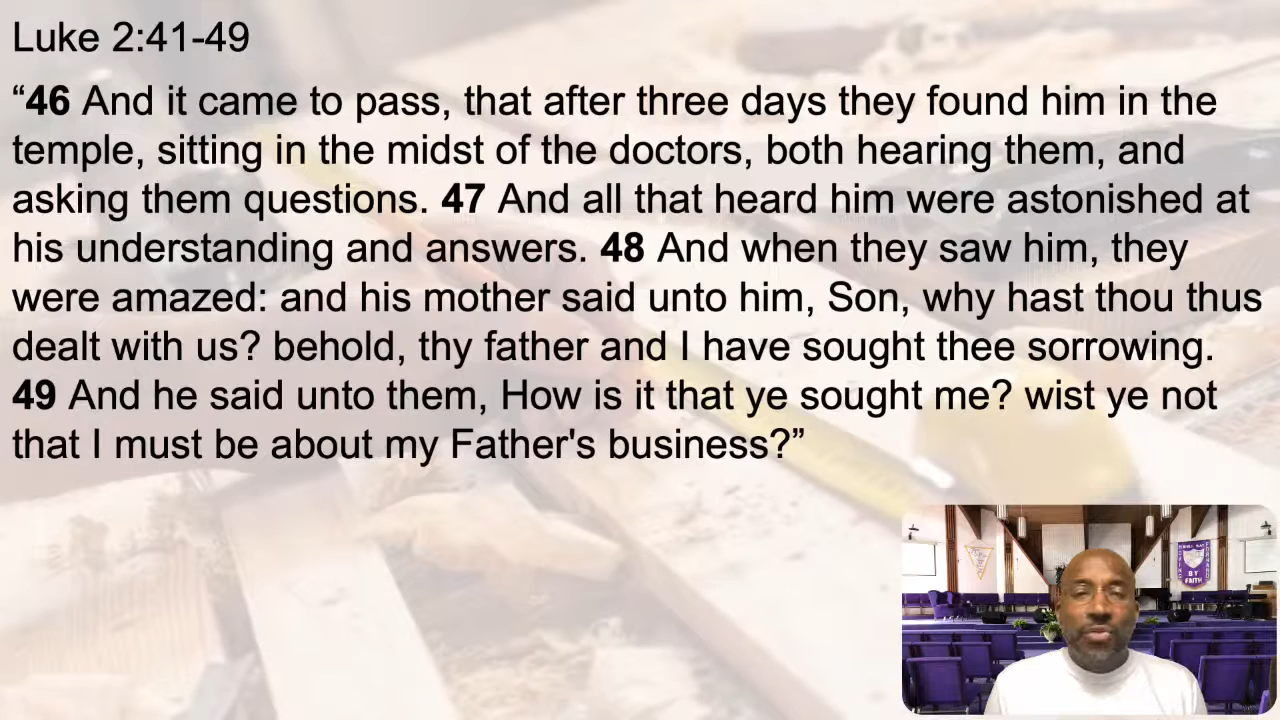 Luke 2:41-49
“46 And it came to pass, that after three days they found him in the
temple, sitting in the midst of the doctors, both hearing them, and
asking them questions. 47 And all that heard him were astonished at
his understanding and answers. 48 And when they saw him, they
were amazed: and his mother said unto him, Son, why hast thou thus
dealt with us? behold, thy father and I have sought thee sorrowing.
49 And he said unto them, How is it that ye sought me? wist ye not
that I must be about my Father's business?”
BY
FAITH